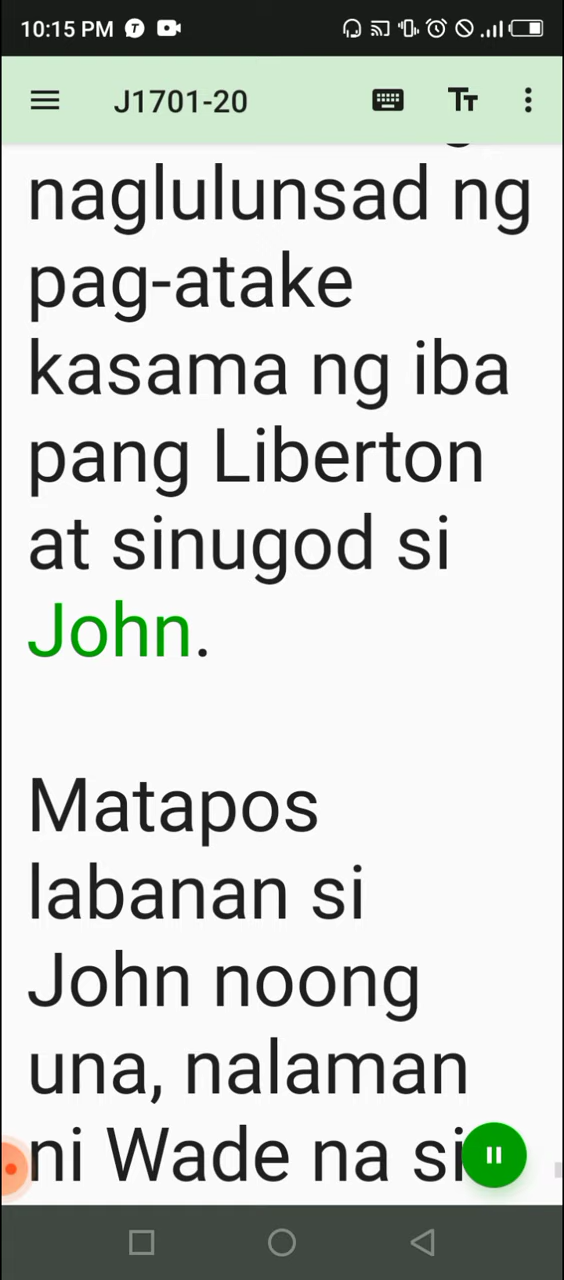 10:15 PM
J1701-20
naglulunsad ng
pag-atake
kasama ng iba
pang Liberton
at sinugod si
John.
Matapos
labanan si
John noong
una, nalaman
ni Wade na si